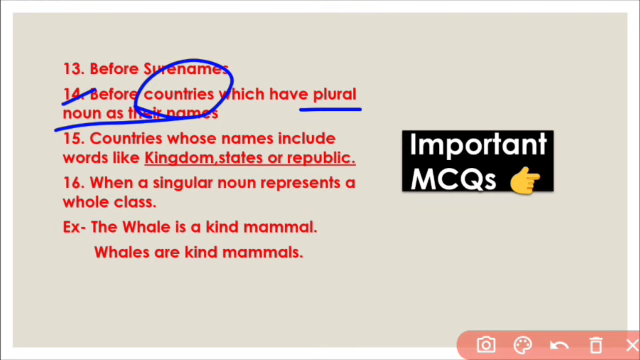 13. Before Surenames
14. Before countries which have plural
noun as their names
15. Countries whose names include
words like Kingdom,states or republic.
16. When a singular noun represents a
whole class.
Ex- The Whale is a kind mammal.
Whales are kind mammals.
Important
MCQs